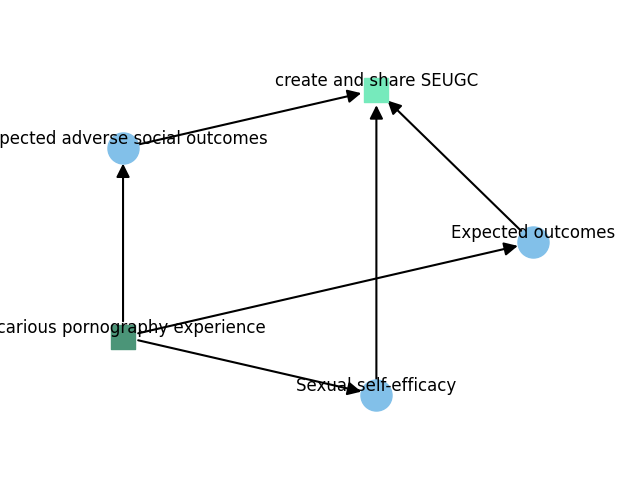 create and share SEUGC
pected adverse social outcomes
Expected outcomes
carious pornography experience
Sexual self-efficacy